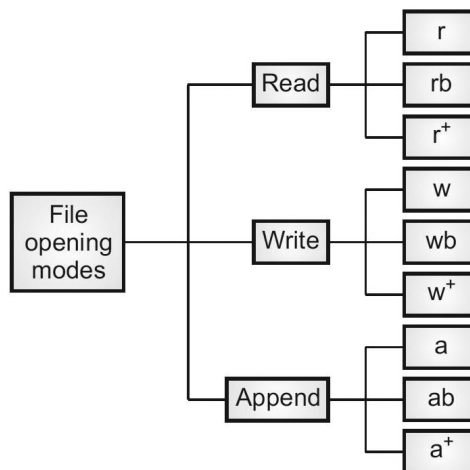 File
opening
modes
Read
r
rb
r+
Write
w
wb
w+
Append
a
ab
a+